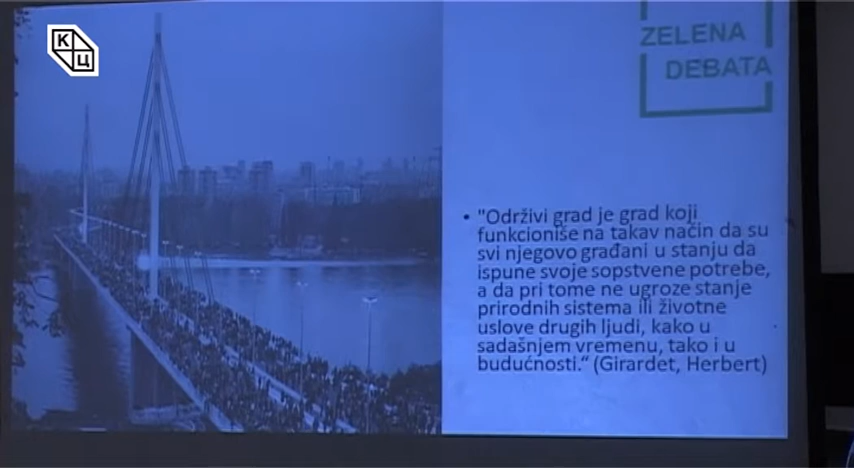 КЦ
ZELENA
DEBATA
• "Održivi grad je grad koji
funkcioniše na takav način da su
svi njegovo građani u stanju da
ispune svoje sopstvene potrebe,
a da pri tome ne ugroze stanje
prirodnih sistema ili životne
uslove drugih ljudi, kako u
sadašnjem vremenu, tako i u
budućnosti.“ (Girardet, Herbert)